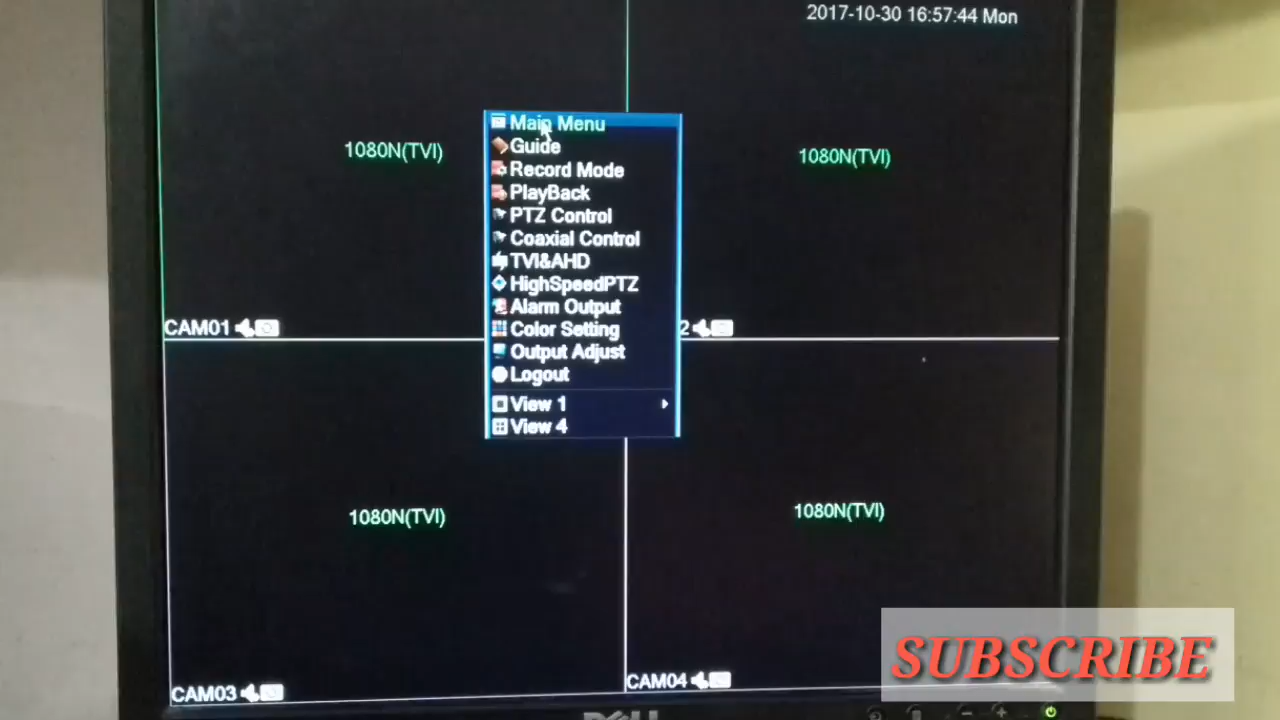 2017-10-30 16:57:44 Mon
1080N(TVI)
1080N(TVI)
Main Menu
Guide
Record Mode
PlayBack
PTZ Control
Coaxial Control
TVI&AHD
HighSpeedPTZ
Alarm Output
Color Setting
Output Adjust
Logout
View 1
View 4
CAM01
2
1080N(TVI)
1080N(TVI)
CAM03
CAM04
SUBSCRIBE
DELL